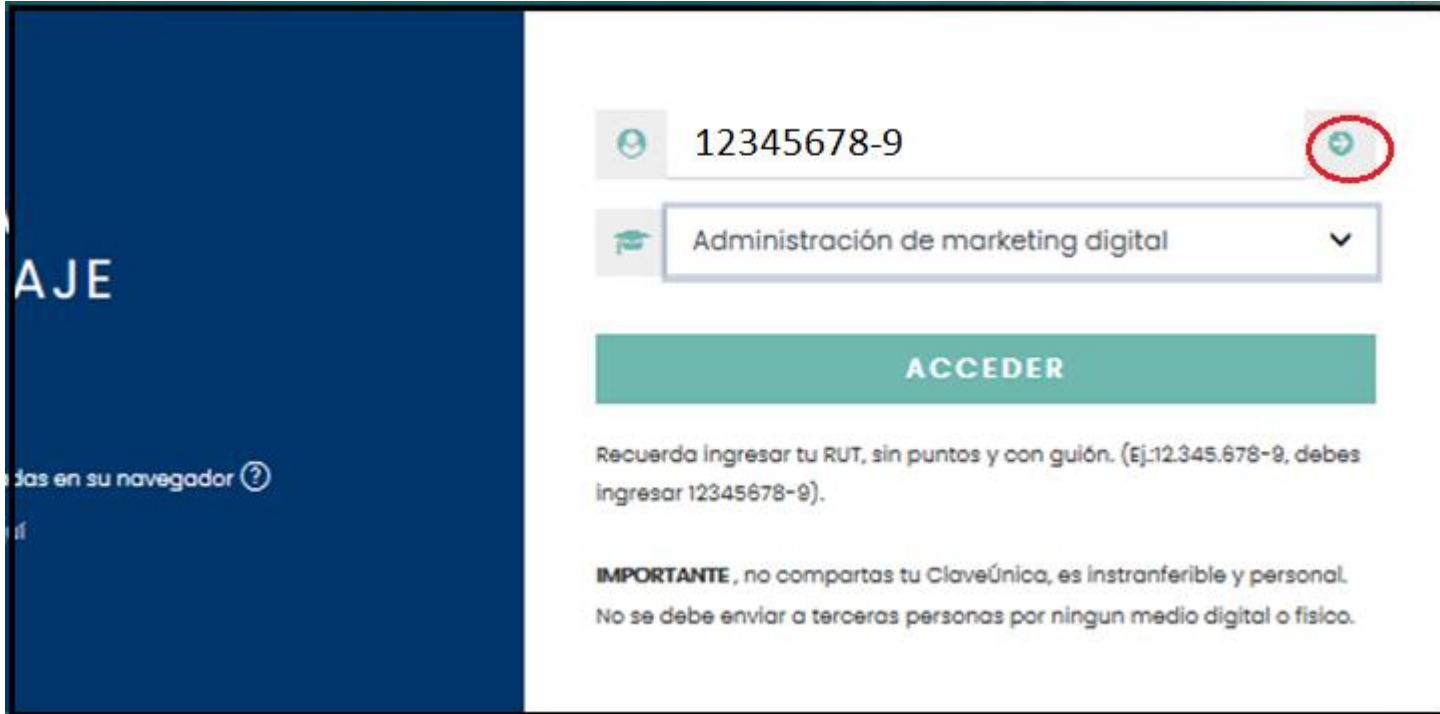 AJE
das en su navegador
12345678-9
Administración de marketing digital
ACCEDER
Recuerda ingresar tu RUT, sin puntos y con guión. (Ej.:12.345.678-9, debes
ingresar 12345678-9).
IMPORTANTE , no compartas tu ClaveÚnica, es instranferible y personal.
No se debe enviar a terceras personas por ningun medio digital o fisico.